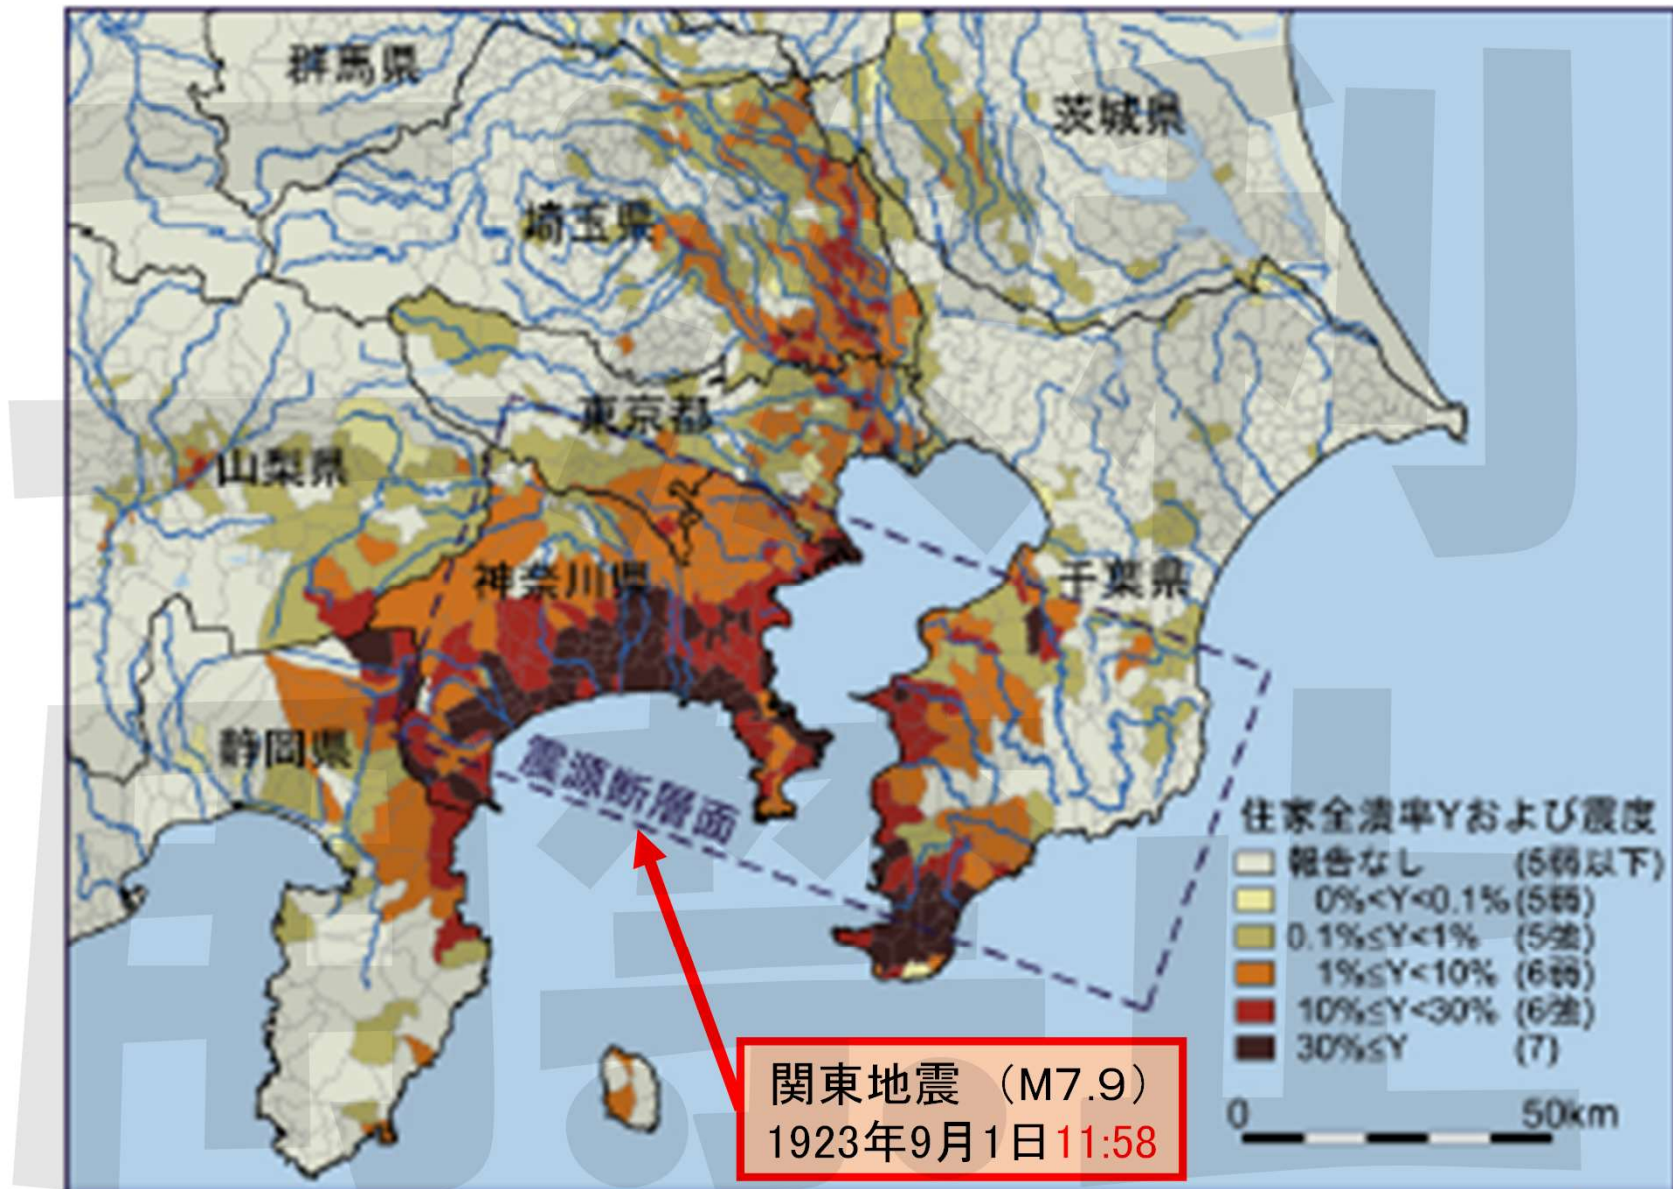 群馬県
茨城県
埼玉県
東京都
山梨県
神奈川県
千葉県
静岡県
震源断層面
住家全潰率Yおよび震度
報告なし (5弱以下)
0%<Y<0.1% (5弱)
0.1%≤Y<1% (5強)
1%≤Y<10% (6弱)
10%≤Y<30% (6強)
30%≤Y (7)
0 50km
関東地震 （M7.9）
1923年9月1日11:58